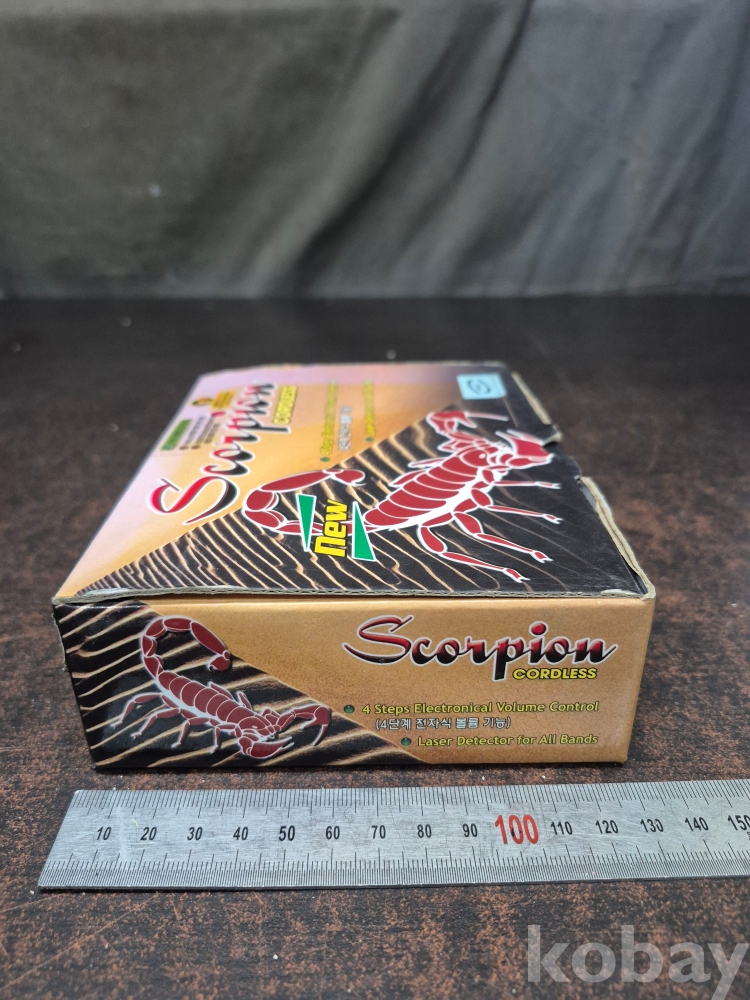 Scorpion
CORDLESS
New
Scorpion
CORDLESS
4 Steps Electronical Volume Control
(4단계 전자식 볼륨 기능)
Laser Detector for All Bands
10 20 30 40 50 60 70 80 90 100 110 120 130 140 150
kobay